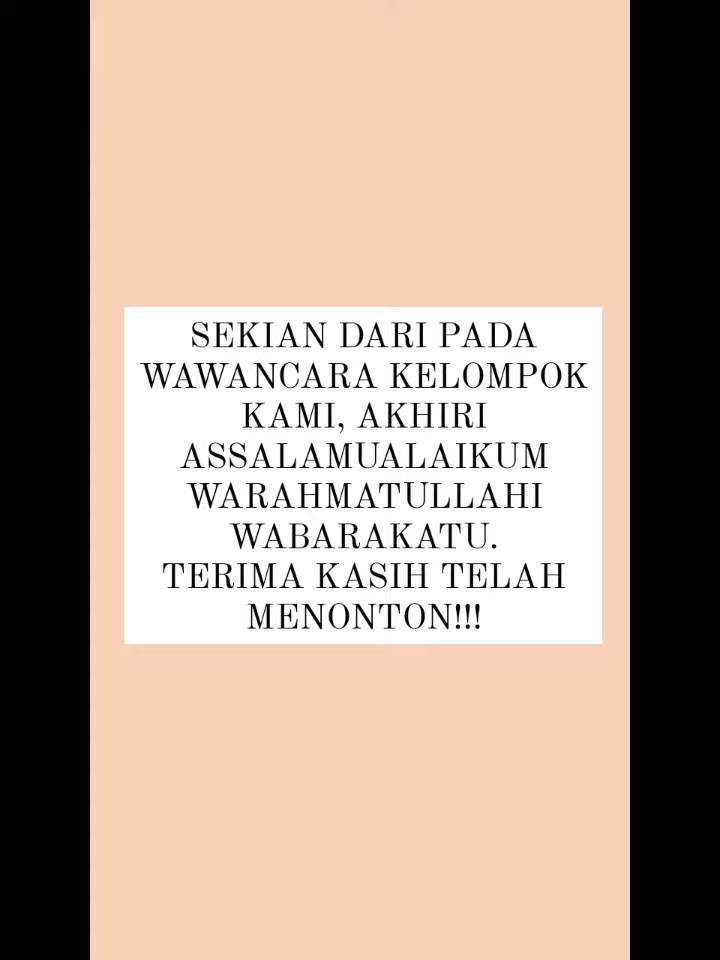 SEKIAN DARI PADA
WAWANCARA KELOMPOK
KAMI, AKHIRI
ASSALAMUALAIKUM
WARAHMATULLAHI
WABARAKATU.
TERIMA KASIH TELAH
MENONTON!!!